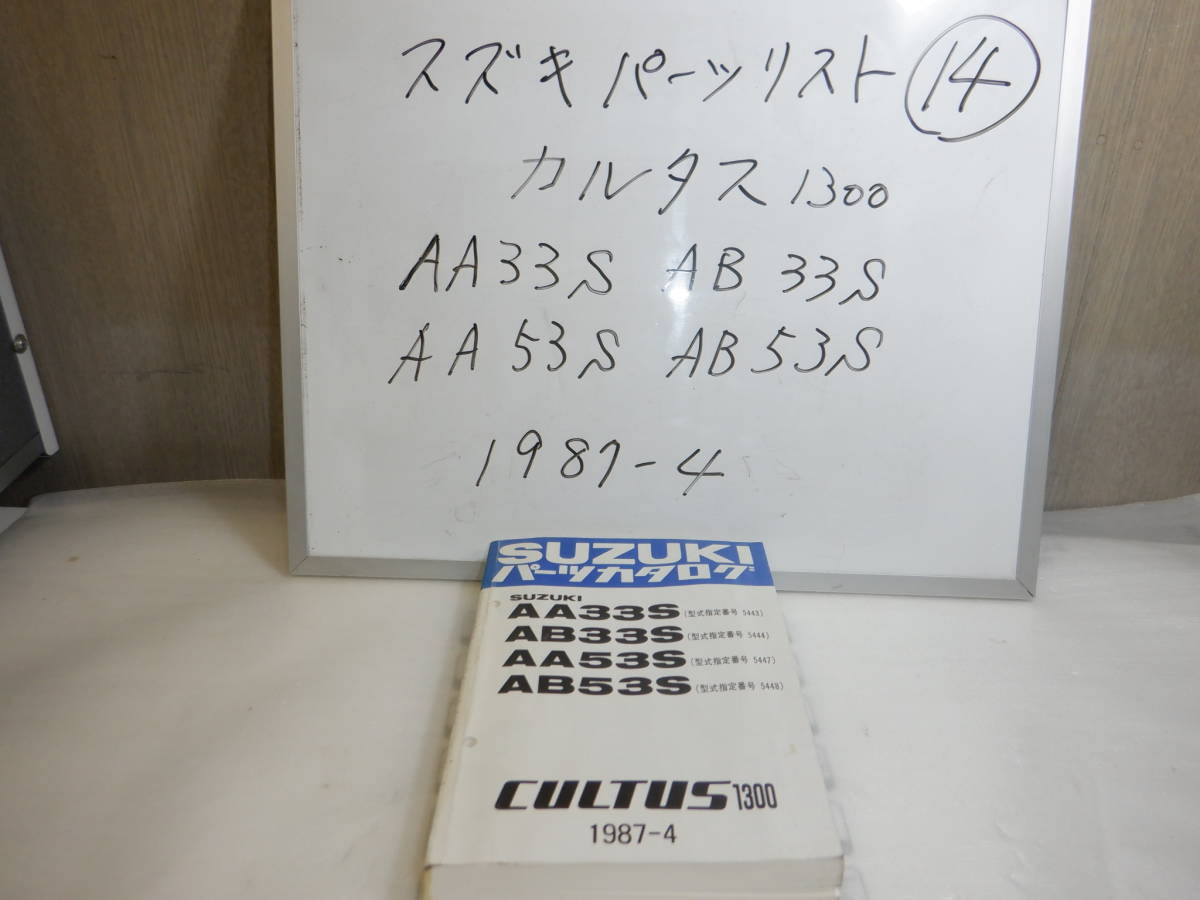 スズキ パーツリスト 14
カルタス 1300
AA33S AB 33S
AA53S AB53S
1987-4
SUZUKI
パーツカタログ
SUZUKI
AA33S (型式指定番号 5443)
AB33S (型式指定番号 5444)
AA53S (型式指定番号 5447)
AB53S (型式指定番号 5448)
CULTUS 1300
1987-4